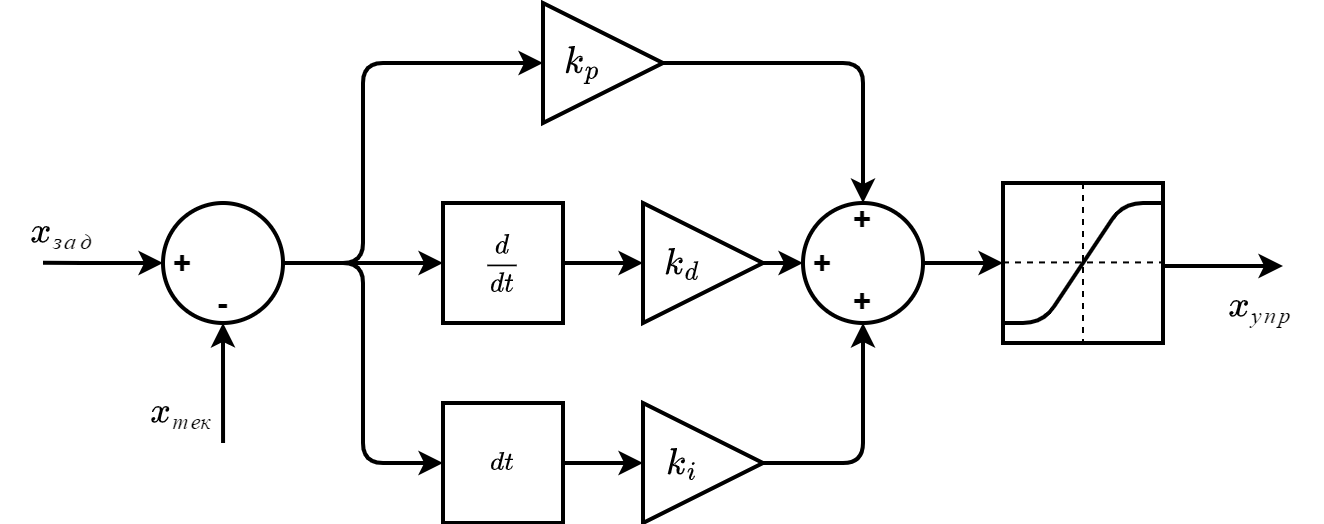 k_p
x_зад
+
-
d
dt
k_d
+
+
+
x_упр
x_тек
dt
k_i